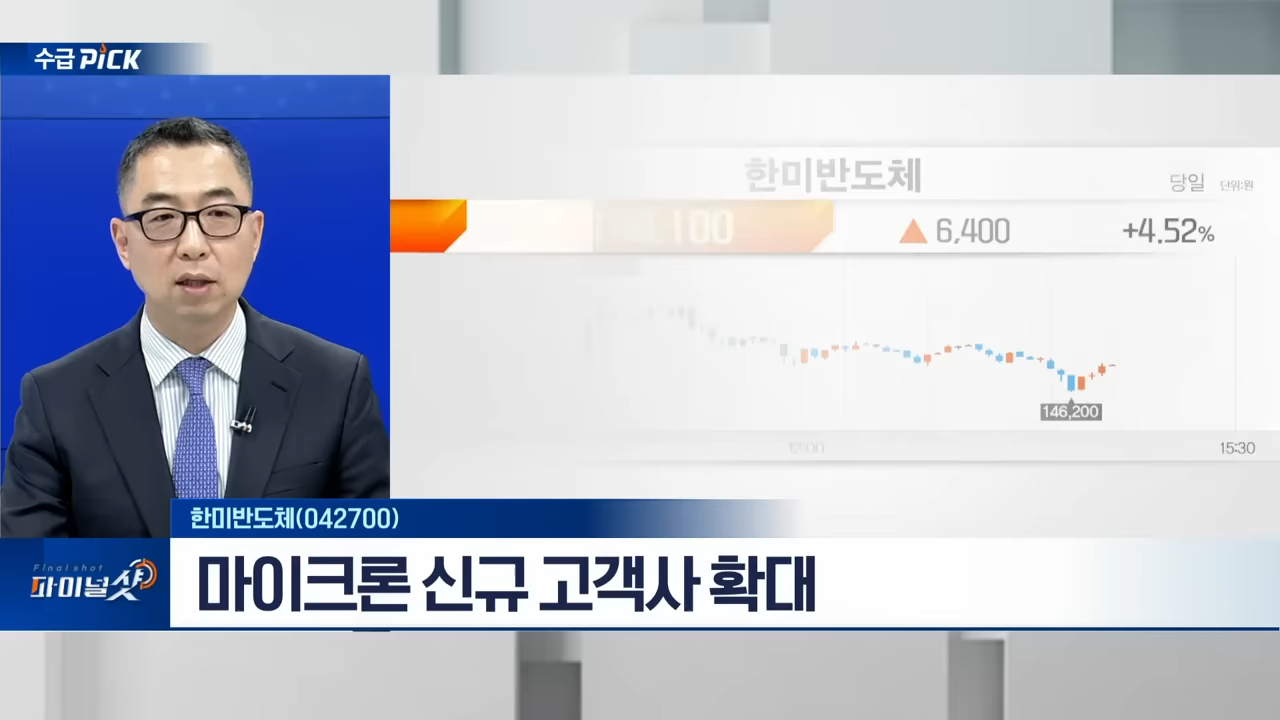 수급 PiCK
한미반도체
당일 단위:원
100
▲ 6,400
+4.52%
146,200
12:00
15:30
한미반도체(042700)
Final shot
파이널샷
마이크론 신규 고객사 확대